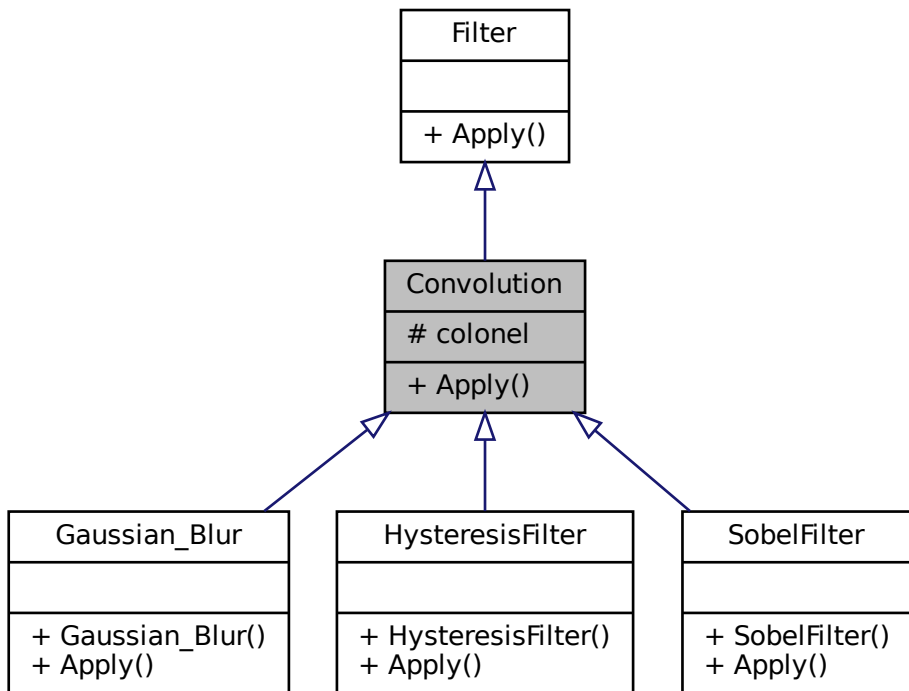 Filter
+ Apply()
Convolution
# colonel
+ Apply()
Gaussian_Blur
+ Gaussian_Blur()
+ Apply()
HysteresisFilter
+ HysteresisFilter()
+ Apply()
SobelFilter
+ SobelFilter()
+ Apply()